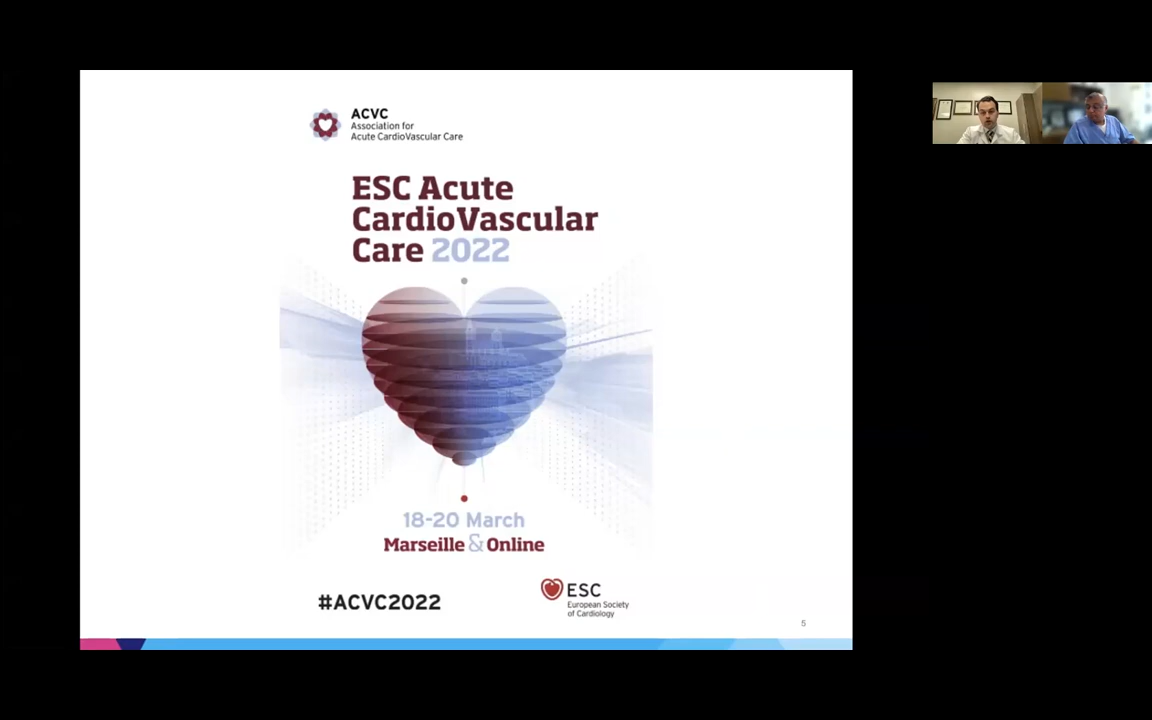 ACVC
Association for
Acute CardioVascular Care
ESC Acute
CardioVascular
Care 2022
18-20 March
Marseille & Online
#ACVC2022
ESC
European Society
of Cardiology
5